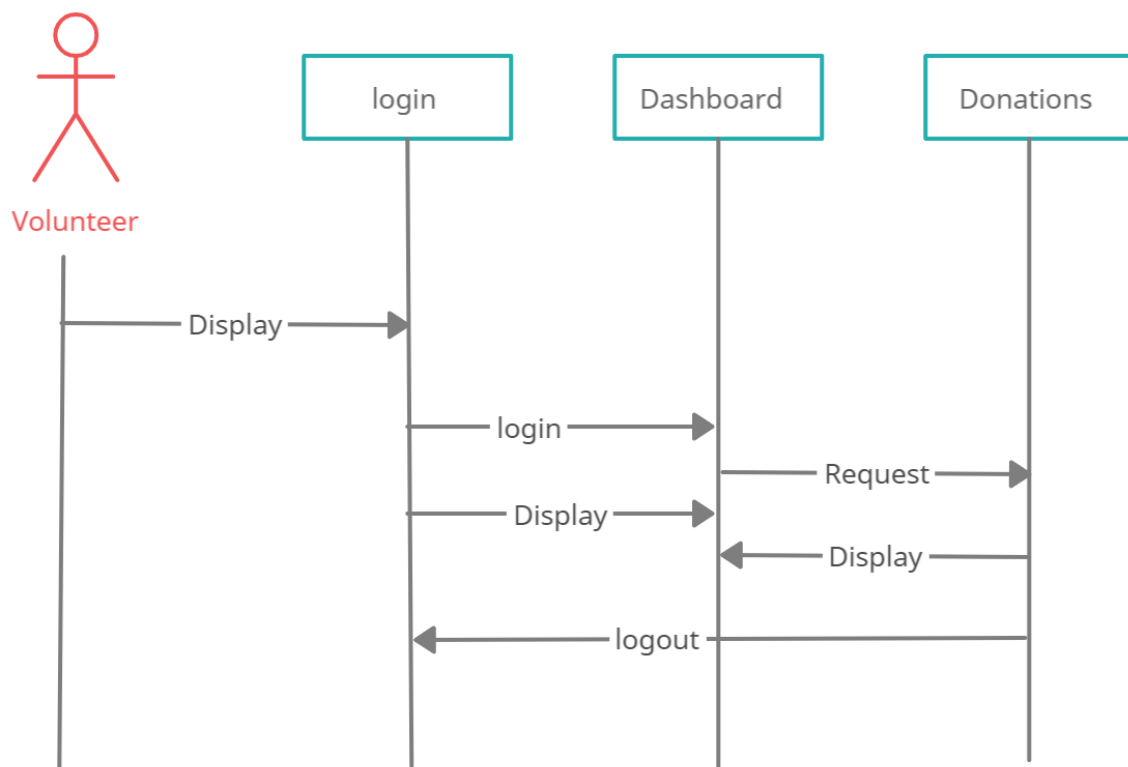 login
Dashboard
Donations
Volunteer
Display
login
Request
Display
Display
logout